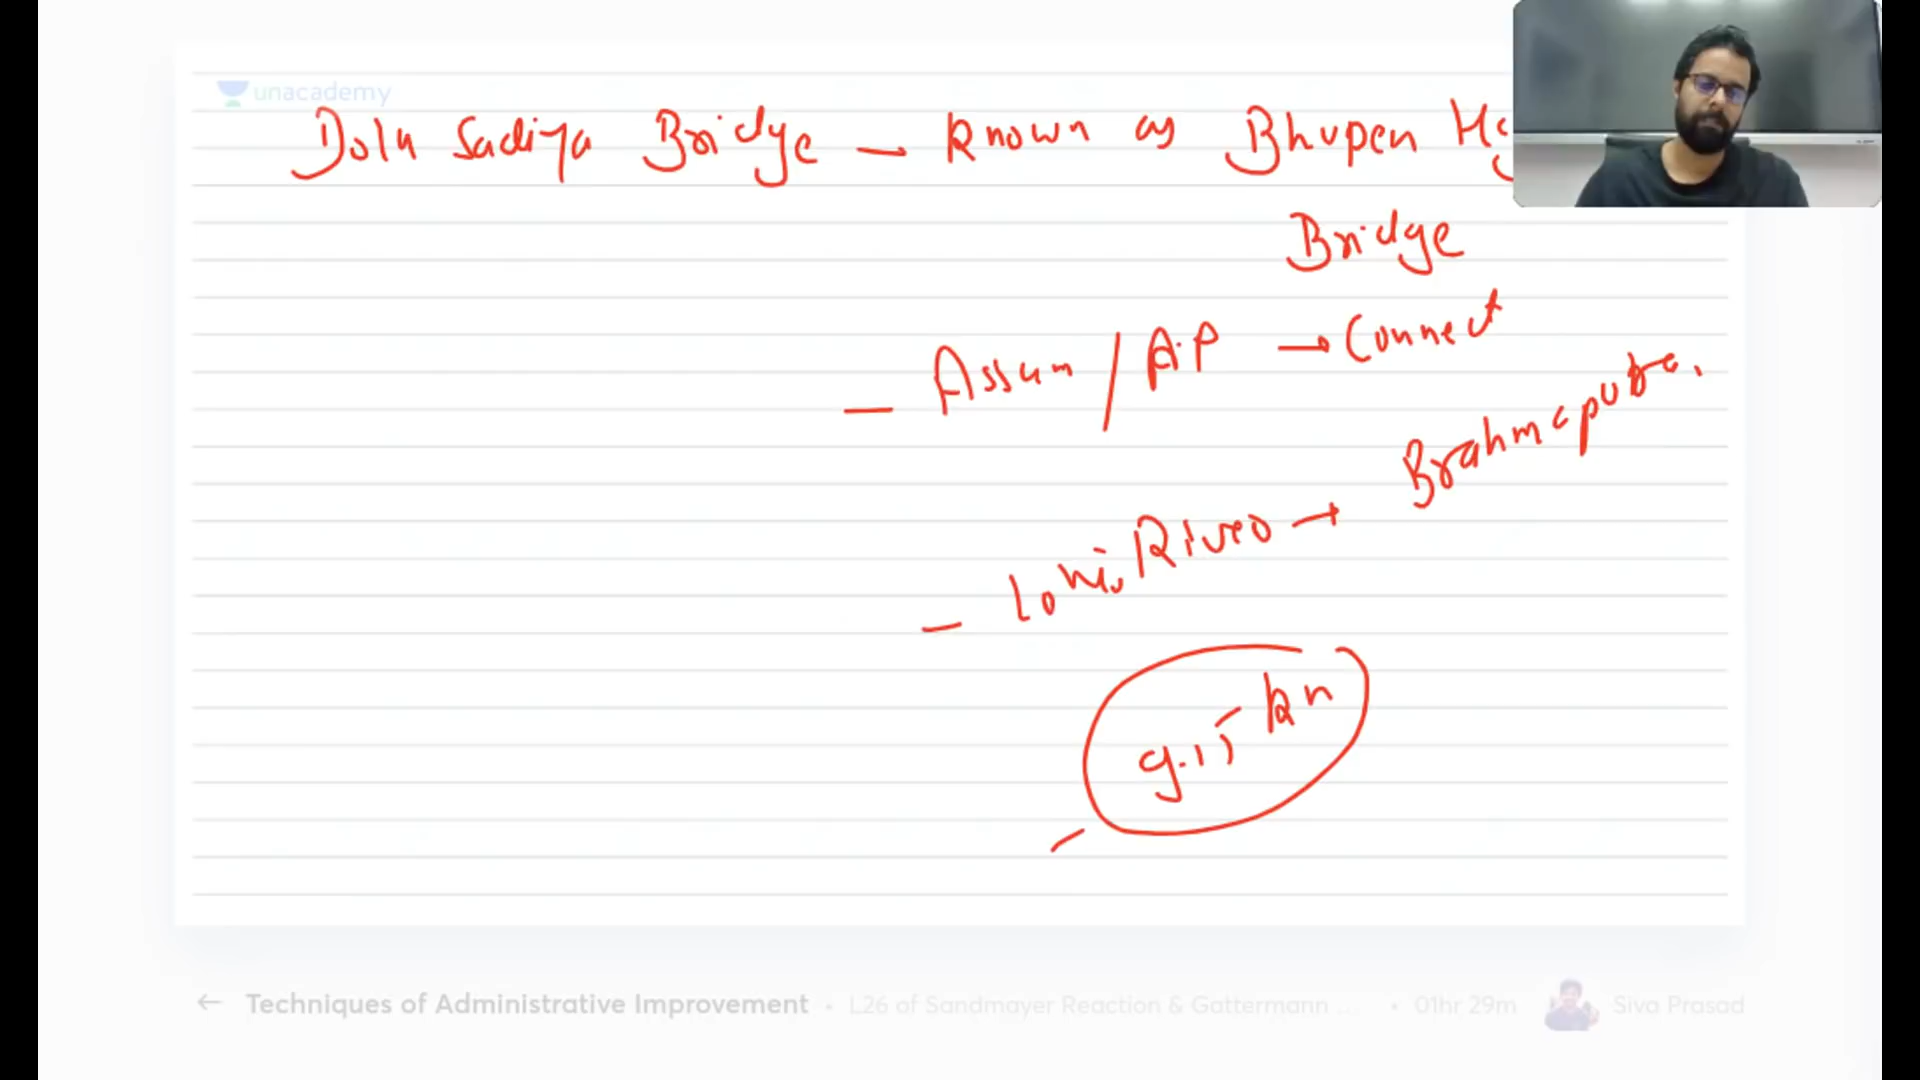 unacademy
Dola Sadiya Bridge - known as Bhupen
Bridge
- Assam / A.P → Connect
- Lohit River → Brahmaputra.
- 9.15 km
← Techniques of Administrative Improvement • L26 of Sandmayer Reaction & Gattermann ... • 01hr 29m Siva Prasad